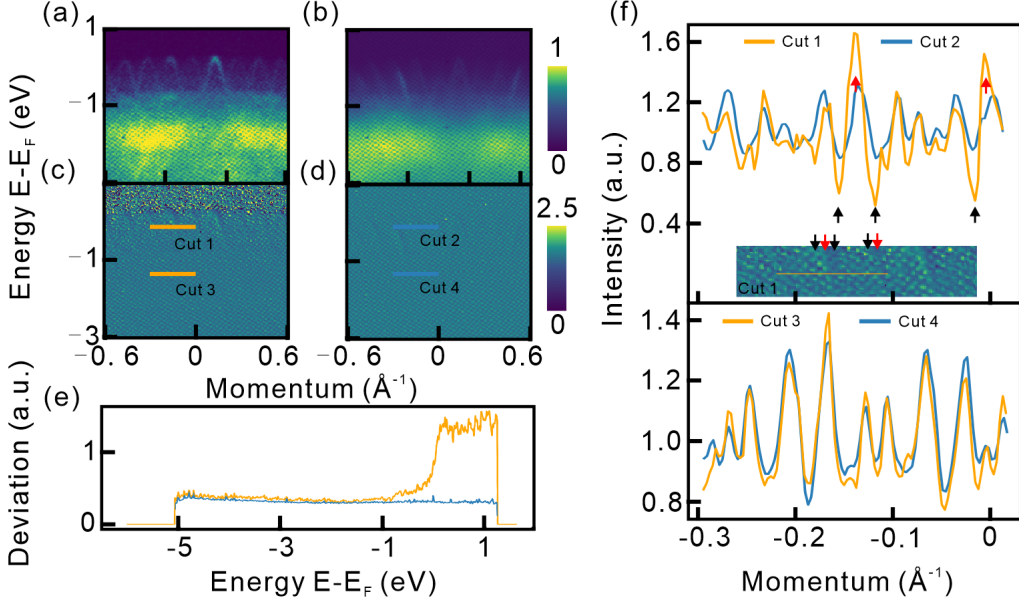 (a)
(b)
(f)
1
−1
Energy E-E_F (eV)
1
0
(c)
(d)
Cut 1
Cut 3
Cut 2
Cut 4
2.5
0
−1
−3
−0.6
0
0.6
−0.6
0
0.6
Momentum (Å⁻¹)
(e)
Deviation (a.u.)
1
0
-5
-3
-1
1
Energy E-E_F (eV)
Intensity (a.u.)
1.6
1.2
0.8
0.4
Cut 1
Cut 2
Cut 1
Cut 3
Cut 4
1.4
1.2
1.0
0.8
-0.3
-0.2
-0.1
0
Momentum (Å⁻¹)